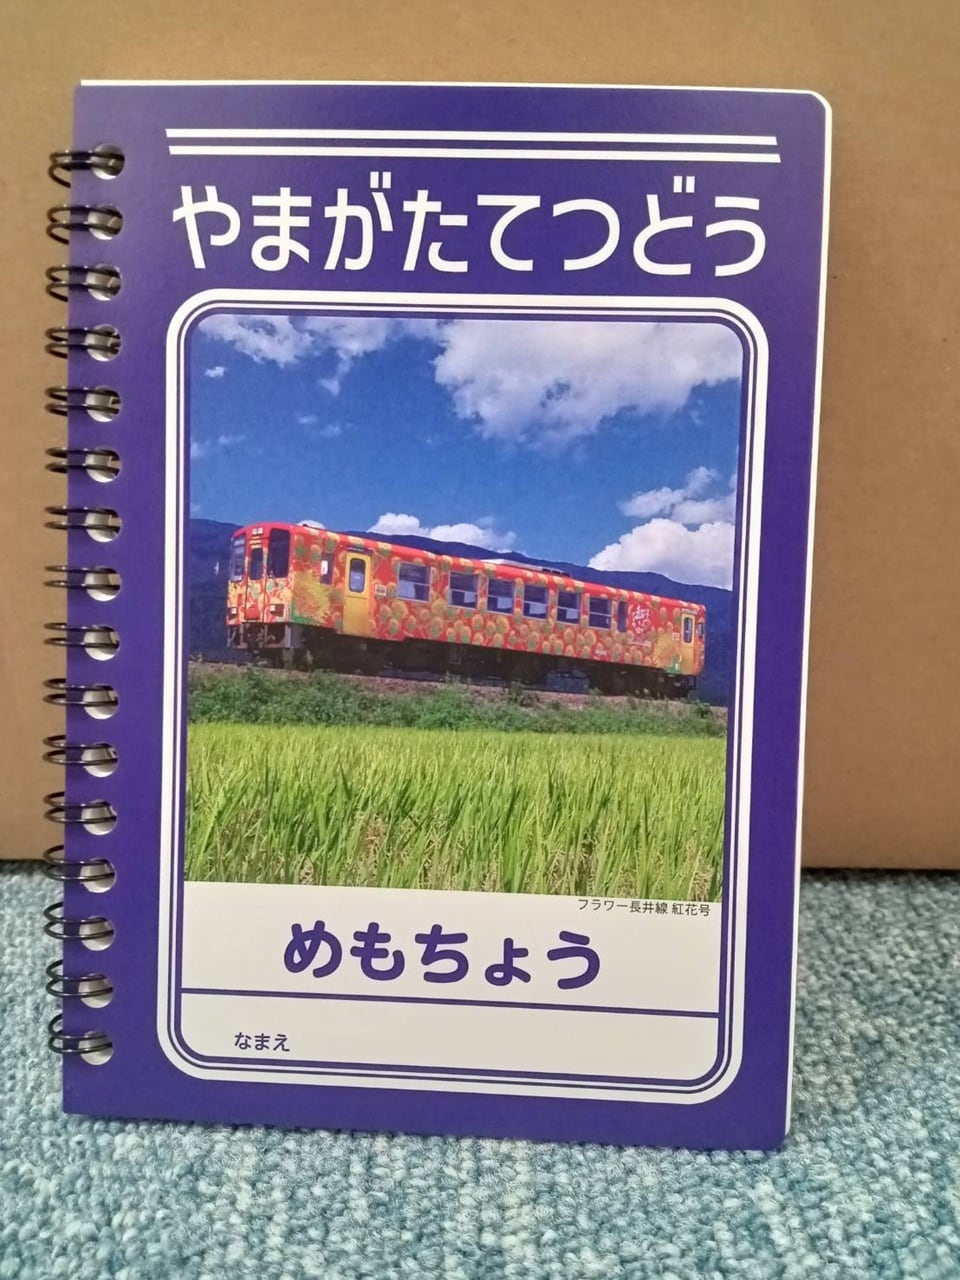 やまがたてつどう
フラワー長井線 紅花号
めもちょう
なまえ